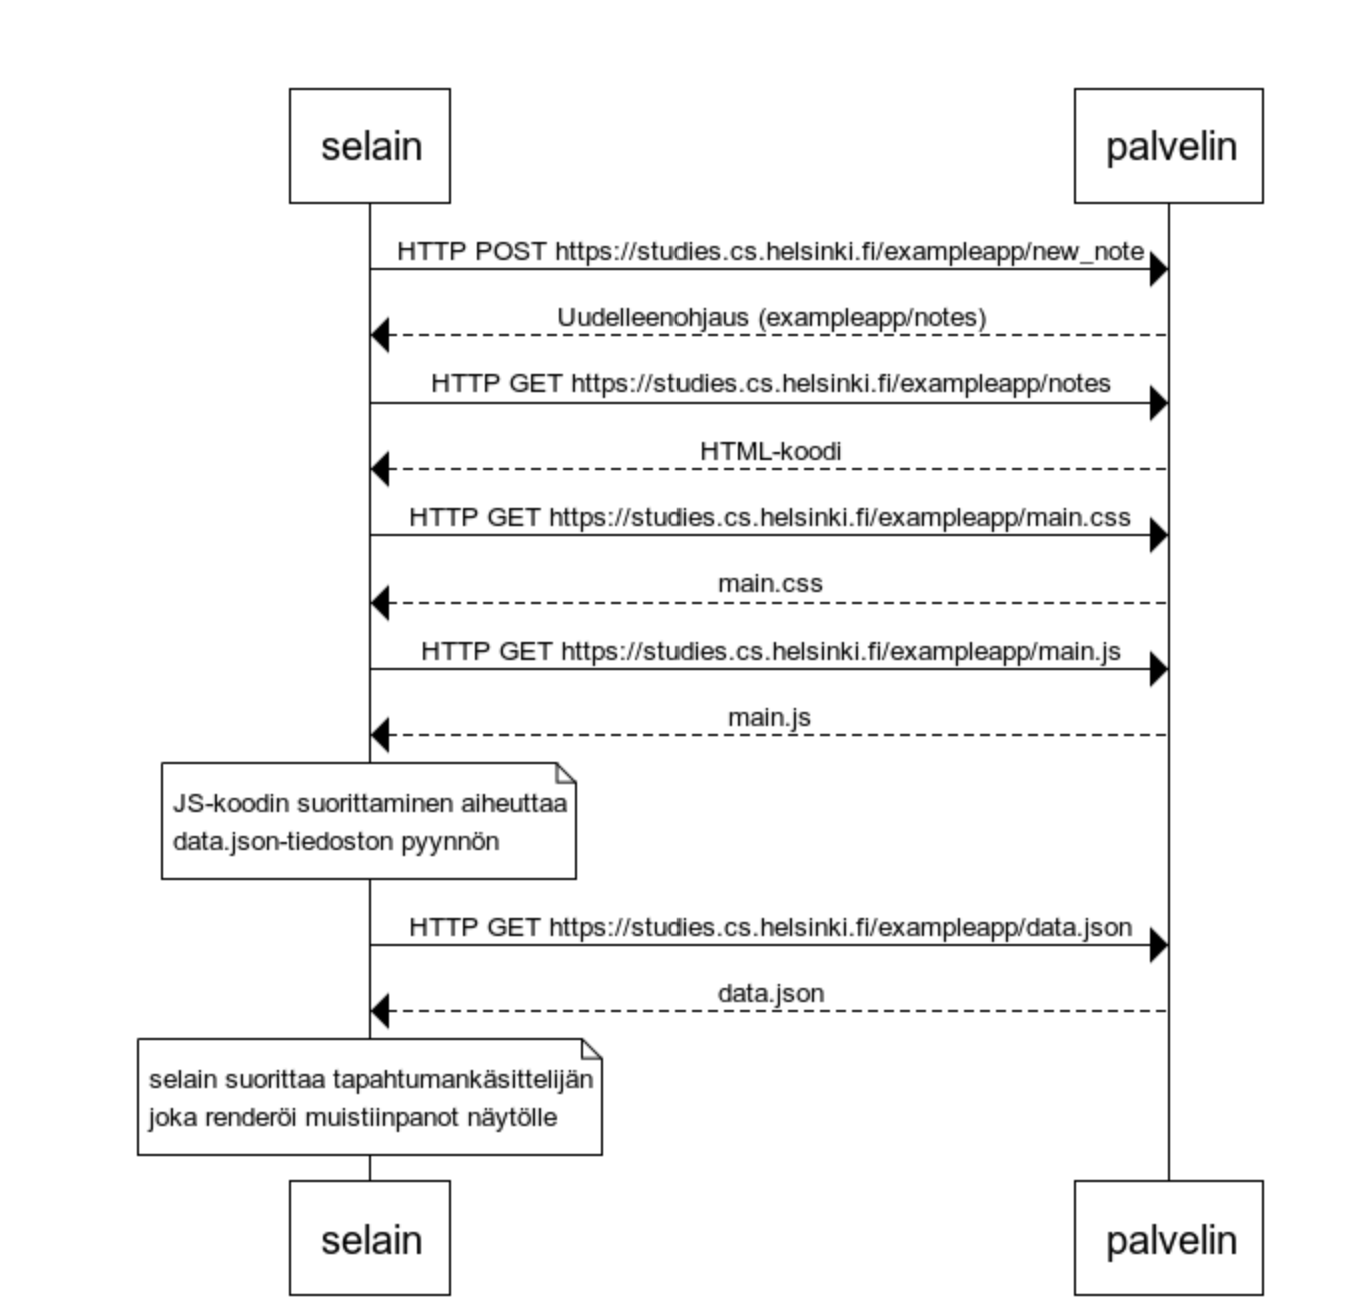 selain
palvelin
HTTP POST https://studies.cs.helsinki.fi/exampleapp/new_note
Uudelleenohjaus (exampleapp/notes)
HTTP GET https://studies.cs.helsinki.fi/exampleapp/notes
HTML-koodi
HTTP GET https://studies.cs.helsinki.fi/exampleapp/main.css
main.css
HTTP GET https://studies.cs.helsinki.fi/exampleapp/main.js
main.js
JS-koodin suorittaminen aiheuttaa
data.json-tiedoston pyynnön
HTTP GET https://studies.cs.helsinki.fi/exampleapp/data.json
data.json
selain suorittaa tapahtumankäsittelijän
joka renderöi muistiinpanot näytölle
selain
palvelin